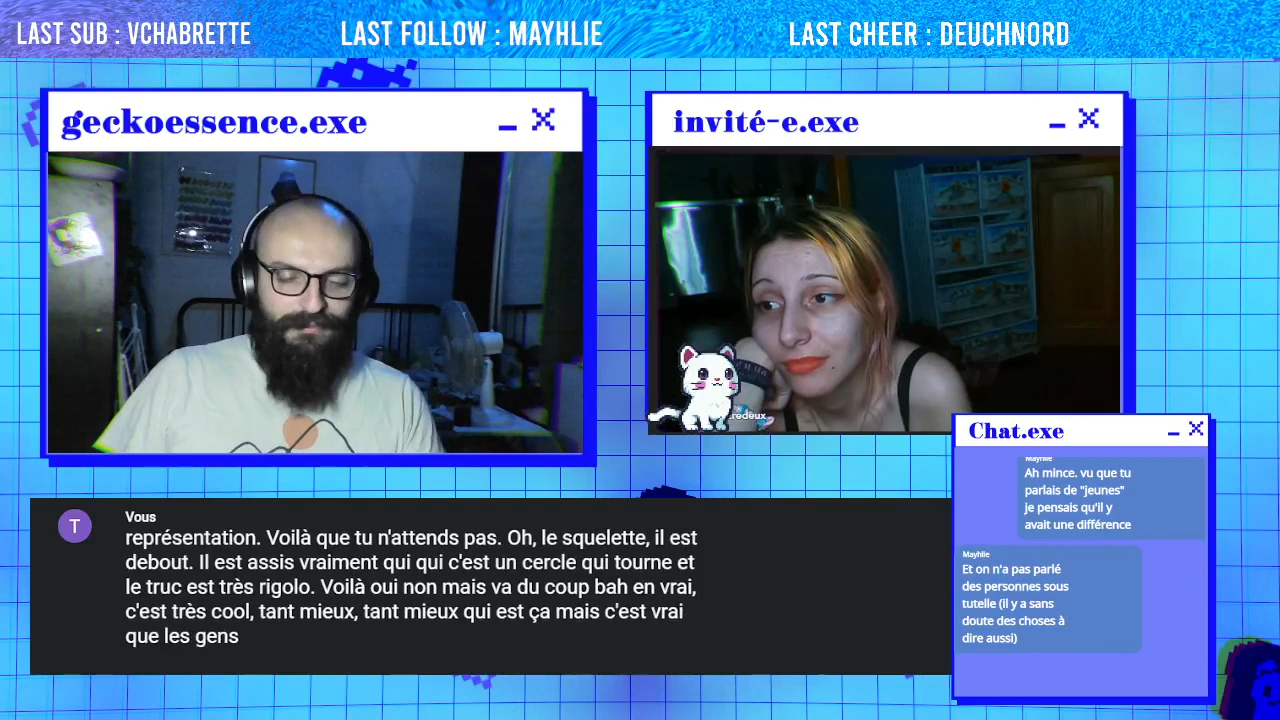 LAST SUB : VCHABRETTE
LAST FOLLOW : MAYHLIE
LAST CHEER : DEUCHNORD
geckoessence.exe
invité-e.exe
redeux
Chat.exe
Mayhlie
Ah mince. vu que tu
parlais de "jeunes"
je pensais qu'il y
avait une différence
Mayhlie
Et on n'a pas parlé
des personnes sous
tutelle (il y a sans
doute des choses à
dire aussi)
T
Vous
représentation. Voilà que tu n'attends pas. Oh, le squelette, il est
debout. Il est assis vraiment qui qui c'est un cercle qui tourne et
le truc est très rigolo. Voilà oui non mais va du coup bah en vrai,
c'est très cool, tant mieux, tant mieux qui est ça mais c'est vrai
que les gens